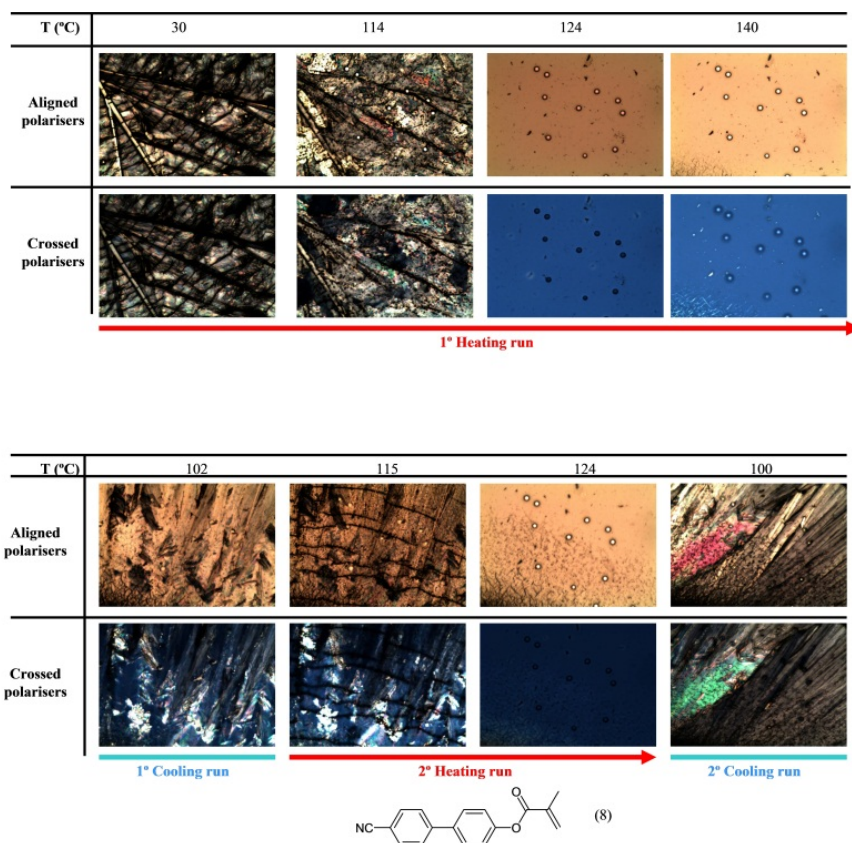 T (ºC) 30 114 124 140
Aligned
polarisers
Crossed
polarisers
1º Heating run
T (ºC) 102 115 124 100
Aligned
polarisers
Crossed
polarisers
1º Cooling run 2º Heating run 2º Cooling run
O
NC O (8)